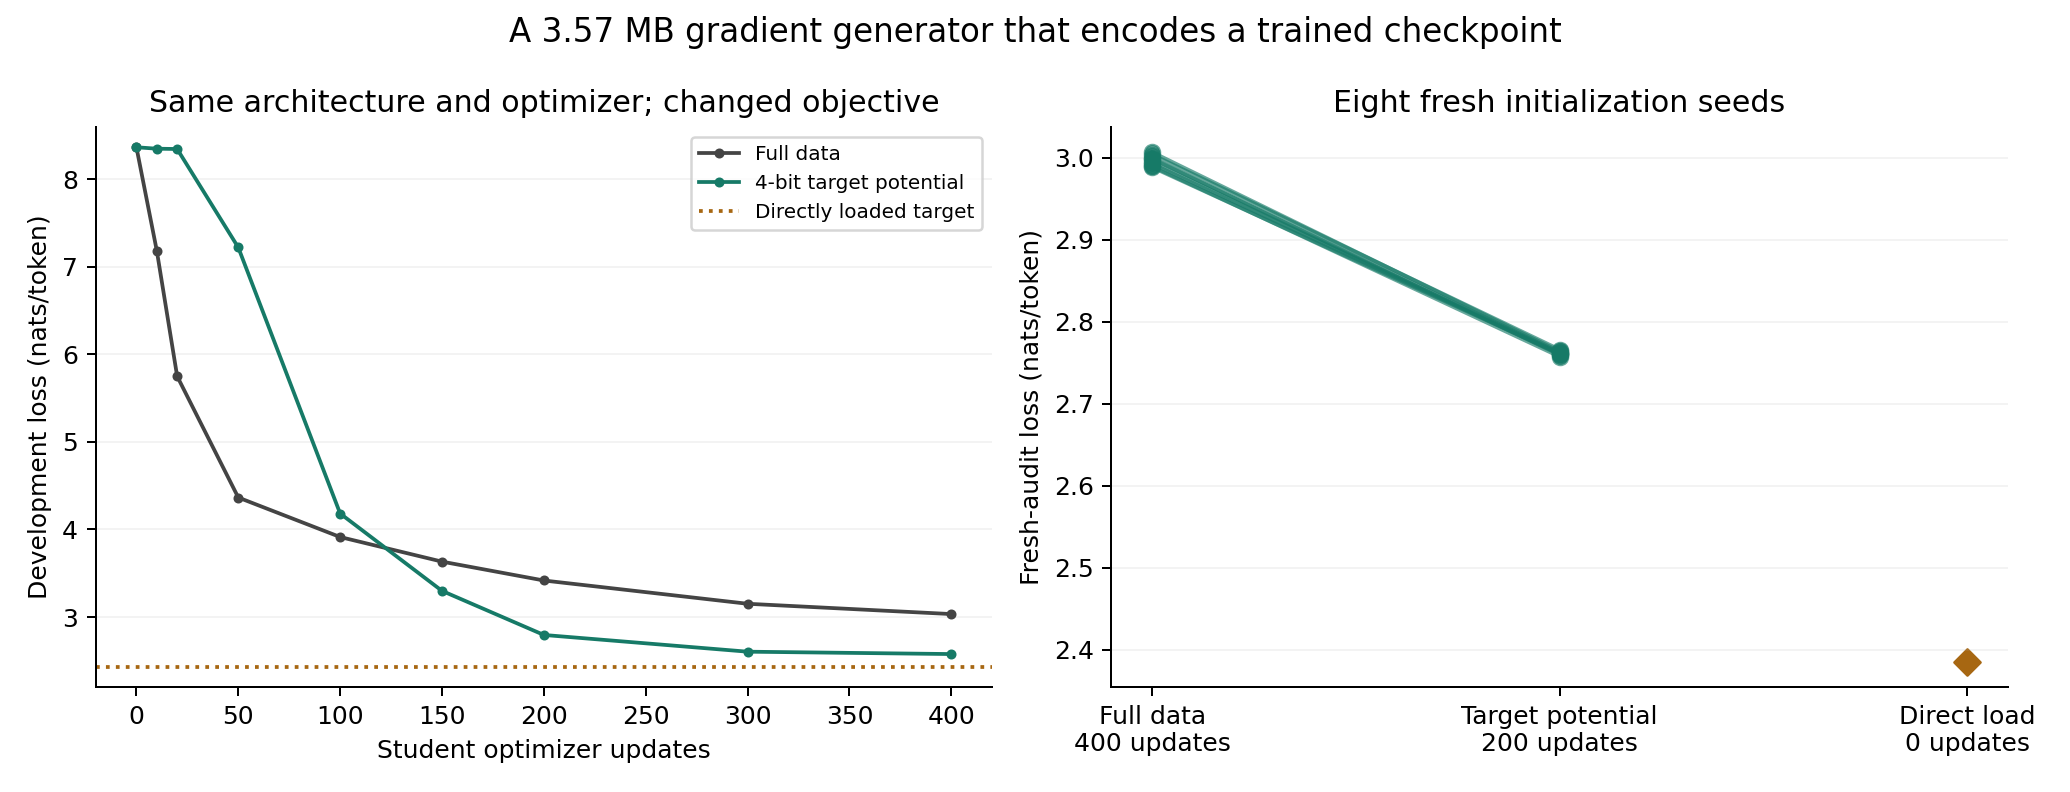 A 3.57 MB gradient generator that encodes a trained checkpoint
Same architecture and optimizer; changed objective
Development loss (nats/token)
8
7
6
5
4
3
Full data
4-bit target potential
Directly loaded target
0 50 100 150 200 250 300 350 400
Student optimizer updates
Eight fresh initialization seeds
Fresh-audit loss (nats/token)
3.0
2.9
2.8
2.7
2.6
2.5
2.4
Full data
400 updates
Target potential
200 updates
Direct load
0 updates